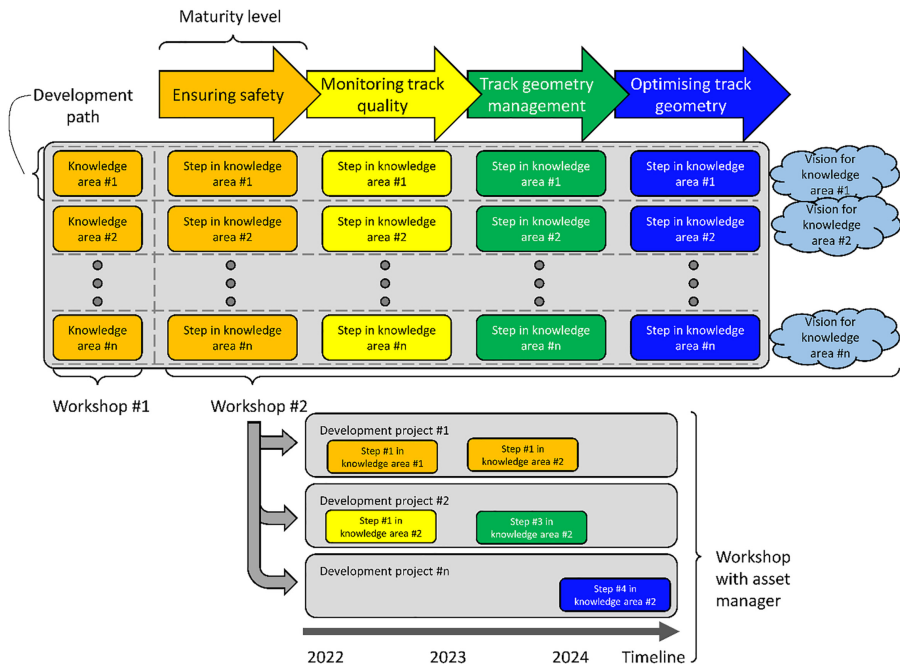 Maturity level
Ensuring safety
Monitoring track
quality
Track geometry
management
Optimising track
geometry
Development
path
Knowledge
area #1
Step in knowledge
area #1
Step in knowledge
area #1
Step in knowledge
area #1
Step in knowledge
area #1
Vision for
knowledge
area #1
Knowledge
area #2
Step in knowledge
area #2
Step in knowledge
area #2
Step in knowledge
area #2
Step in knowledge
area #2
Vision for
knowledge
area #2
Knowledge
area #n
Step in knowledge
area #n
Step in knowledge
area #n
Step in knowledge
area #n
Step in knowledge
area #n
Vision for
knowledge
area #n
Workshop #1
Workshop #2
Development project #1
Step #1 in
knowledge area #1
Step #1 in
knowledge area #2
Development project #2
Step #1 in
knowledge area #2
Step #3 in
knowledge area #2
Development project #n
Step #4 in
knowledge area #2
Workshop
with asset
manager
2022
2023
2024
Timeline